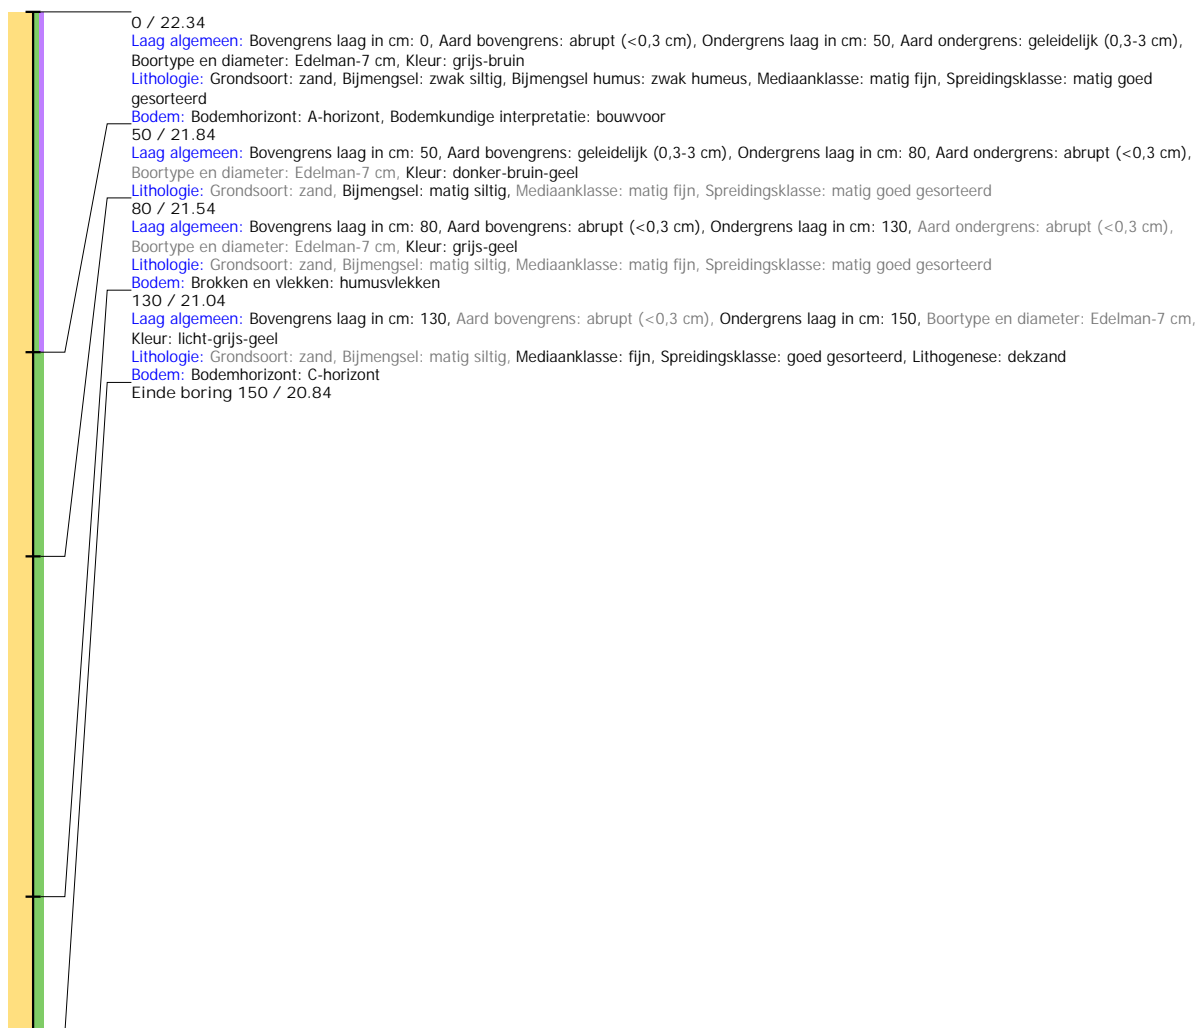 0 / 22.34
Laag algemeen: Bovengrens laag in cm: 0, Aard bovengrens: abrupt (<0,3 cm), Ondergrens laag in cm: 50, Aard ondergrens: geleidelijk (0,3-3 cm),
Boortype en diameter: Edelman-7 cm, Kleur: grijs-bruin
Lithologie: Grondsoort: zand, Bijmengsel: zwak siltig, Bijmengsel humus: zwak humeus, Mediaanklasse: matig fijn, Spreidingsklasse: matig goed
gesorteerd
Bodem: Bodemhorizont: A-horizont, Bodemkundige interpretatie: bouwvoor
50 / 21.84
Laag algemeen: Bovengrens laag in cm: 50, Aard bovengrens: geleidelijk (0,3-3 cm), Ondergrens laag in cm: 80, Aard ondergrens: abrupt (<0,3 cm),
Boortype en diameter: Edelman-7 cm, Kleur: donker-bruin-geel
Lithologie: Grondsoort: zand, Bijmengsel: matig siltig, Mediaanklasse: matig fijn, Spreidingsklasse: matig goed gesorteerd
80 / 21.54
Laag algemeen: Bovengrens laag in cm: 80, Aard bovengrens: abrupt (<0,3 cm), Ondergrens laag in cm: 130, Aard ondergrens: abrupt (<0,3 cm),
Boortype en diameter: Edelman-7 cm, Kleur: grijs-geel
Lithologie: Grondsoort: zand, Bijmengsel: matig siltig, Mediaanklasse: matig fijn, Spreidingsklasse: matig goed gesorteerd
Bodem: Brokken en vlekken: humusvlekken
130 / 21.04
Laag algemeen: Bovengrens laag in cm: 130, Aard bovengrens: abrupt (<0,3 cm), Ondergrens laag in cm: 150, Boortype en diameter: Edelman-7 cm,
Kleur: licht-grijs-geel
Lithologie: Grondsoort: zand, Bijmengsel: matig siltig, Mediaanklasse: fijn, Spreidingsklasse: goed gesorteerd, Lithogenese: dekzand
Bodem: Bodemhorizont: C-horizont
Einde boring 150 / 20.84